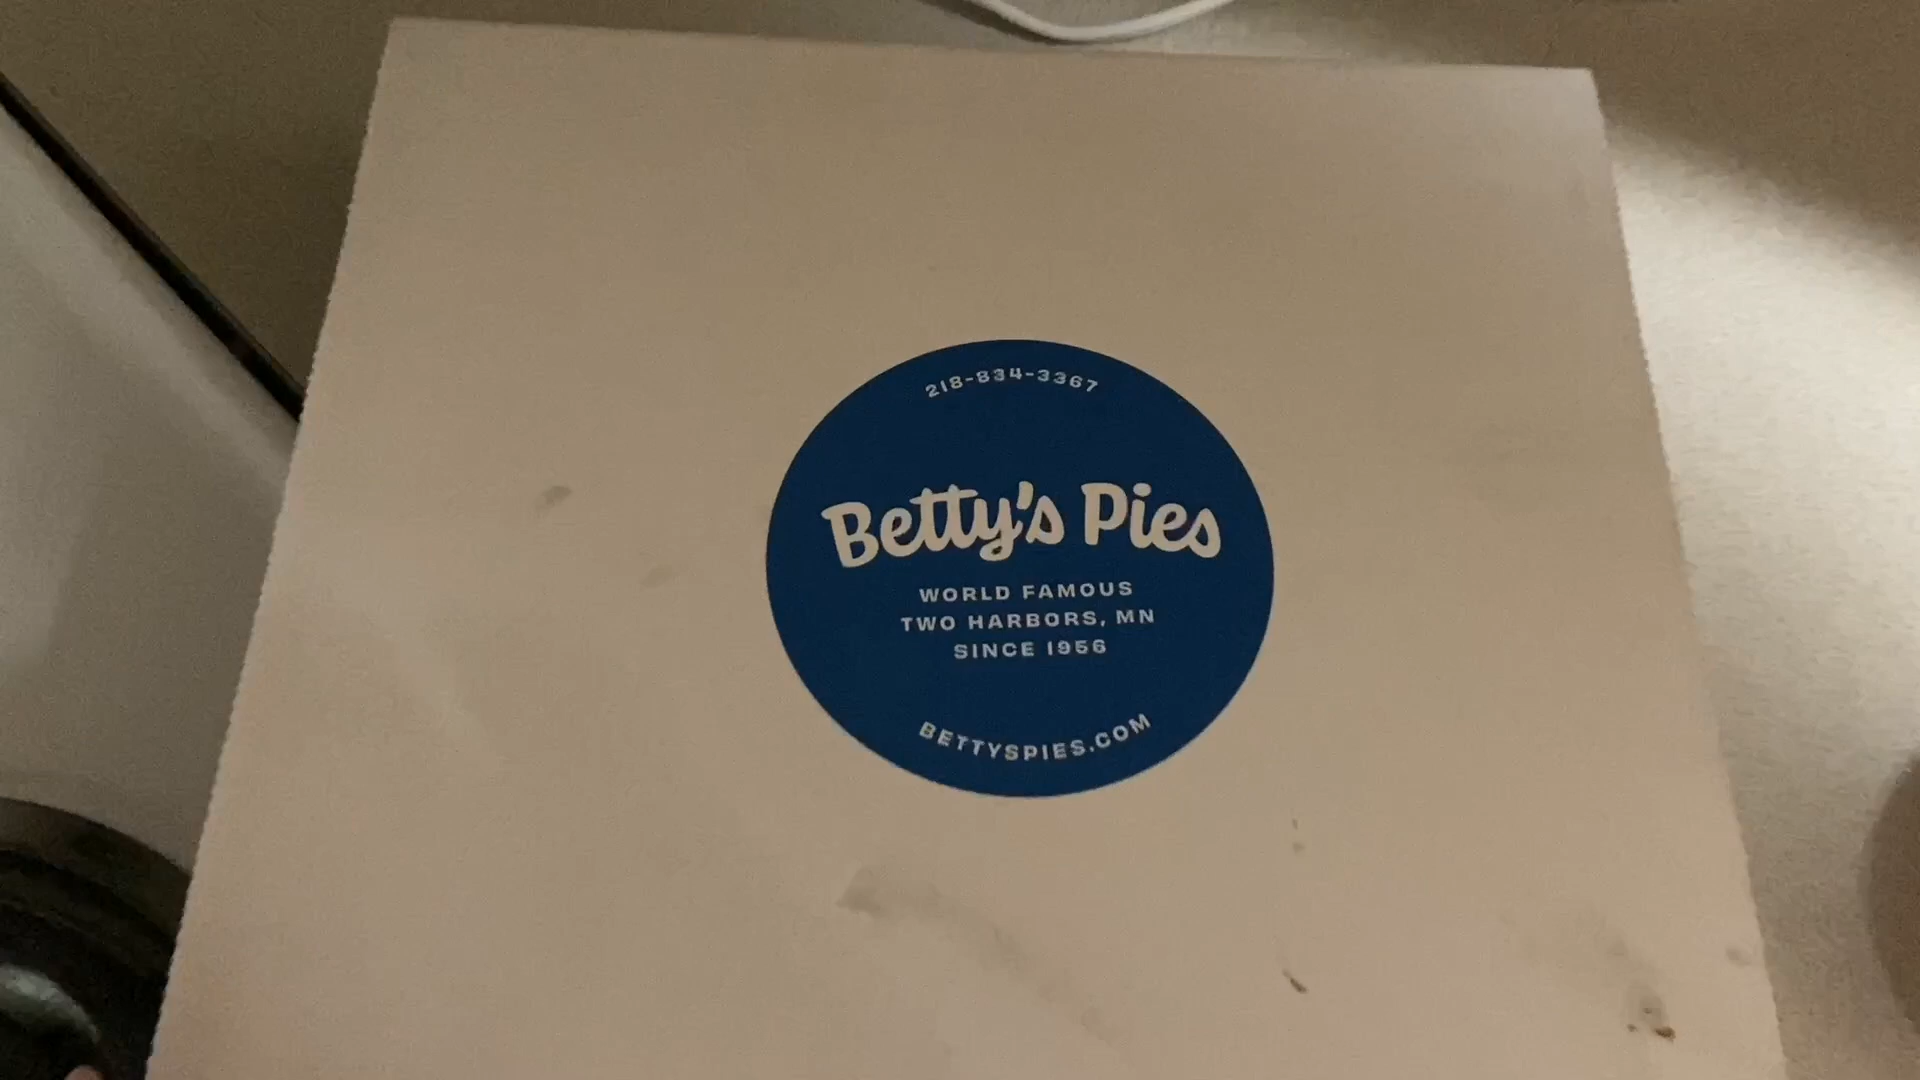 218-834-3367
Betty's Pies
WORLD FAMOUS
TWO HARBORS, MN
SINCE 1956
BETTYSPIES.COM